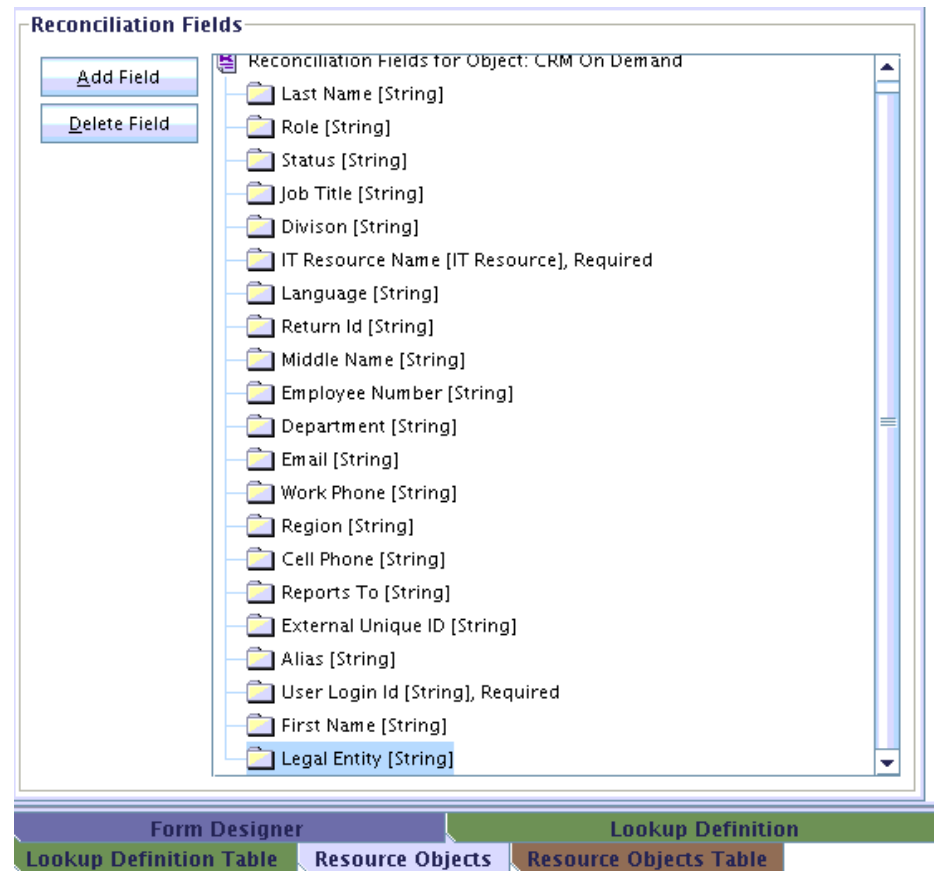 Reconciliation Fields
Add Field
Delete Field
Reconciliation Fields for Object: CRM On Demand
Last Name [String]
Role [String]
Status [String]
Job Title [String]
Divison [String]
IT Resource Name [IT Resource], Required
Language [String]
Return Id [String]
Middle Name [String]
Employee Number [String]
Department [String]
Email [String]
Work Phone [String]
Region [String]
Cell Phone [String]
Reports To [String]
External Unique ID [String]
Alias [String]
User Login Id [String], Required
First Name [String]
Legal Entity [String]
Form Designer Lookup Definition
Lookup Definition Table Resource Objects Resource Objects Table